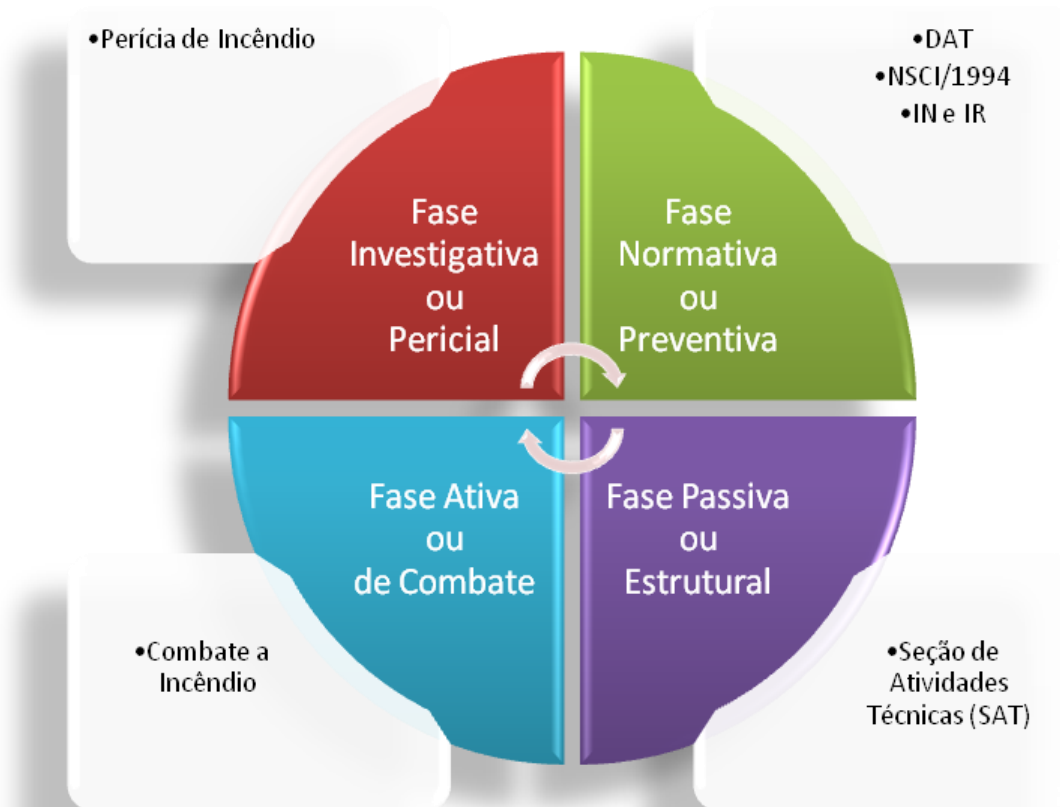 •Perícia de Incêndio
•DAT
•NSCI/1994
•IN e IR
Fase
Investigativa
ou
Pericial
Fase
Normativa
ou
Preventiva
Fase Ativa
ou
de Combate
Fase Passiva
ou
Estrutural
•Combate a
Incêndio
•Seção de
Atividades
Técnicas (SAT)